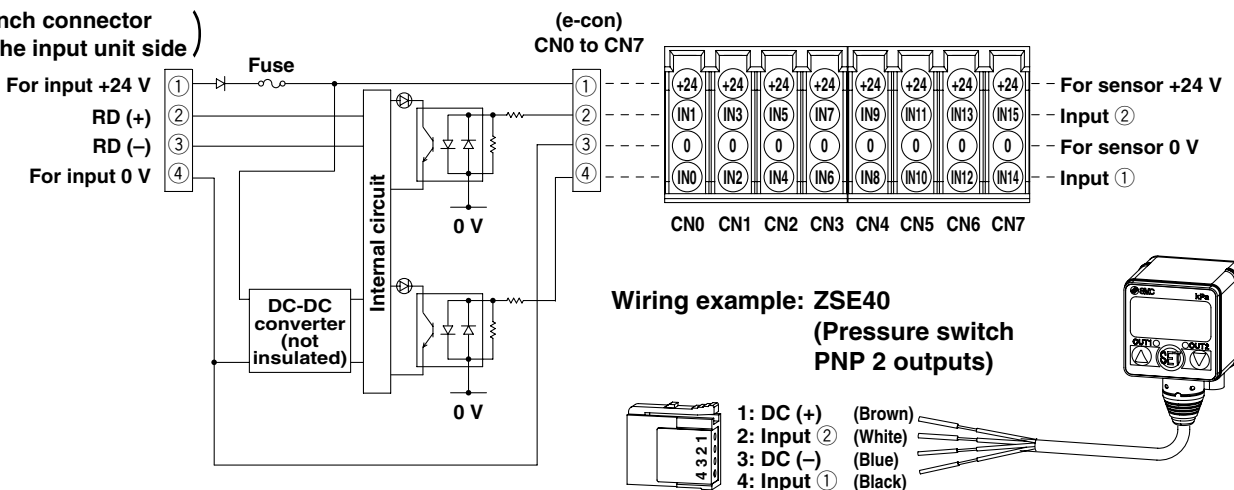 nch connector
he input unit side )
For input +24 V ①
RD (+) ②
RD (–) ③
For input 0 V ④
Fuse
Internal circuit
0 V
0 V
DC-DC
converter
(not
insulated)
(e-con)
CN0 to CN7
①
②
③
④
+24 +24 +24 +24 +24 +24 +24 +24
IN1 IN3 IN5 IN7 IN9 IN11 IN13 IN15
0 0 0 0 0 0 0 0
IN0 IN2 IN4 IN6 IN8 IN10 IN12 IN14
For sensor +24 V
Input ②
For sensor 0 V
Input ①
CN0 CN1 CN2 CN3 CN4 CN5 CN6 CN7
Wiring example: ZSE40
(Pressure switch
PNP 2 outputs)
SMC kPa
OUT1 OUT2
SET
4 3 2 1
1: DC (+) (Brown)
2: Input ② (White)
3: DC (–) (Blue)
4: Input ① (Black)